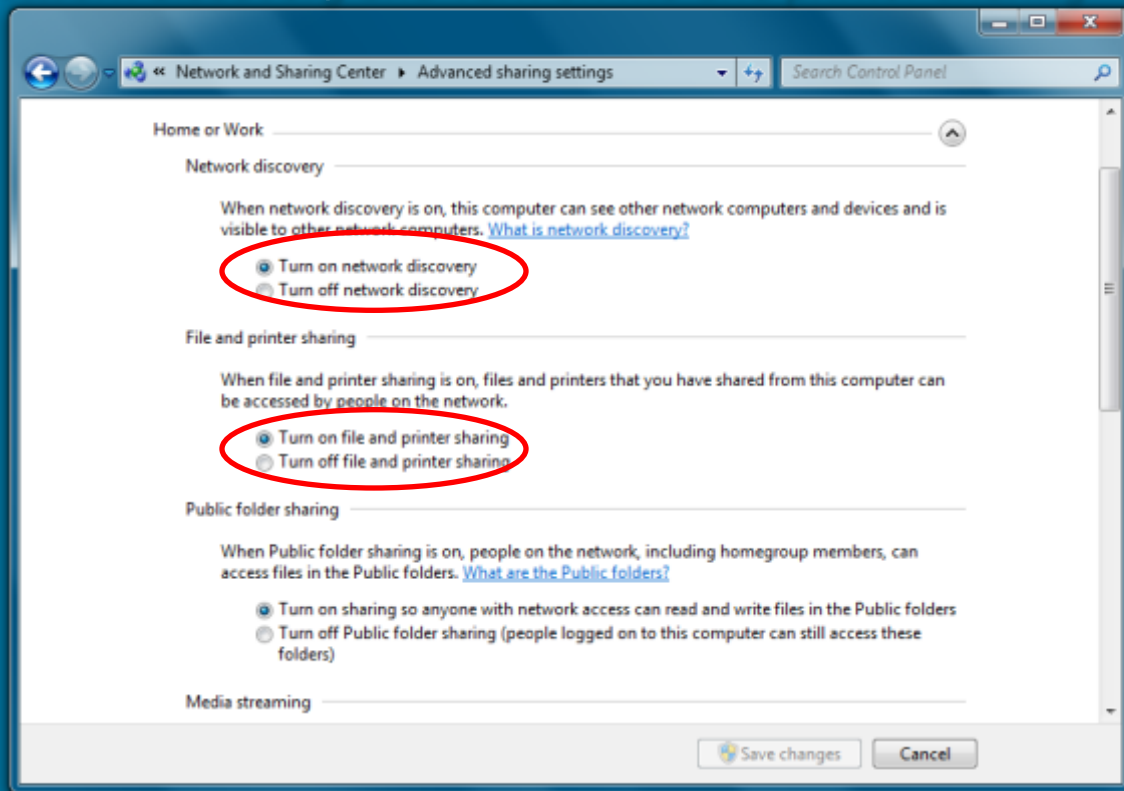 « Network and Sharing Center ▸ Advanced sharing settings
Search Control Panel
Home or Work
Network discovery
When network discovery is on, this computer can see other network computers and devices and is
visible to other network computers. What is network discovery?
Turn on network discovery
Turn off network discovery
File and printer sharing
When file and printer sharing is on, files and printers that you have shared from this computer can
be accessed by people on the network.
Turn on file and printer sharing
Turn off file and printer sharing
Public folder sharing
When Public folder sharing is on, people on the network, including homegroup members, can
access files in the Public folders. What are the Public folders?
Turn on sharing so anyone with network access can read and write files in the Public folders
Turn off Public folder sharing (people logged on to this computer can still access these
folders)
Media streaming
Save changes
Cancel